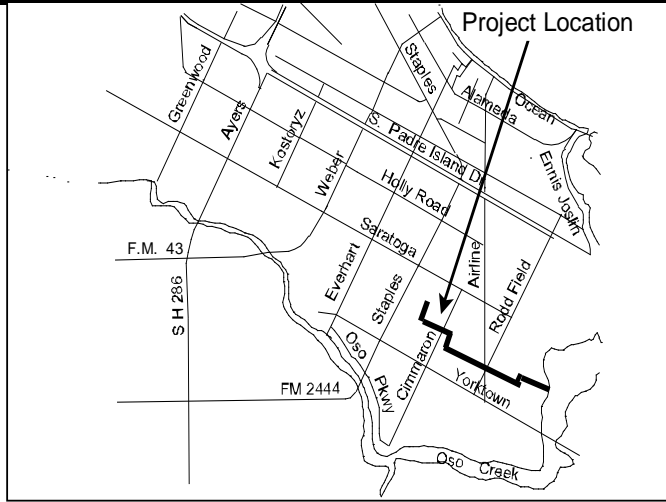 Project Location
Greenwood
Ayers
Kostoryz
Weber
Staples
Alameda
Ocean
Ennis Joslin
S. Padre Island Dr
Holly Road
Saratoga
F.M. 43
S H 286
Everhart
Staples
Airline
Rodd Field
Oso
Pkwy
Cimmaron
Yorktown
FM 2444
Oso Creek